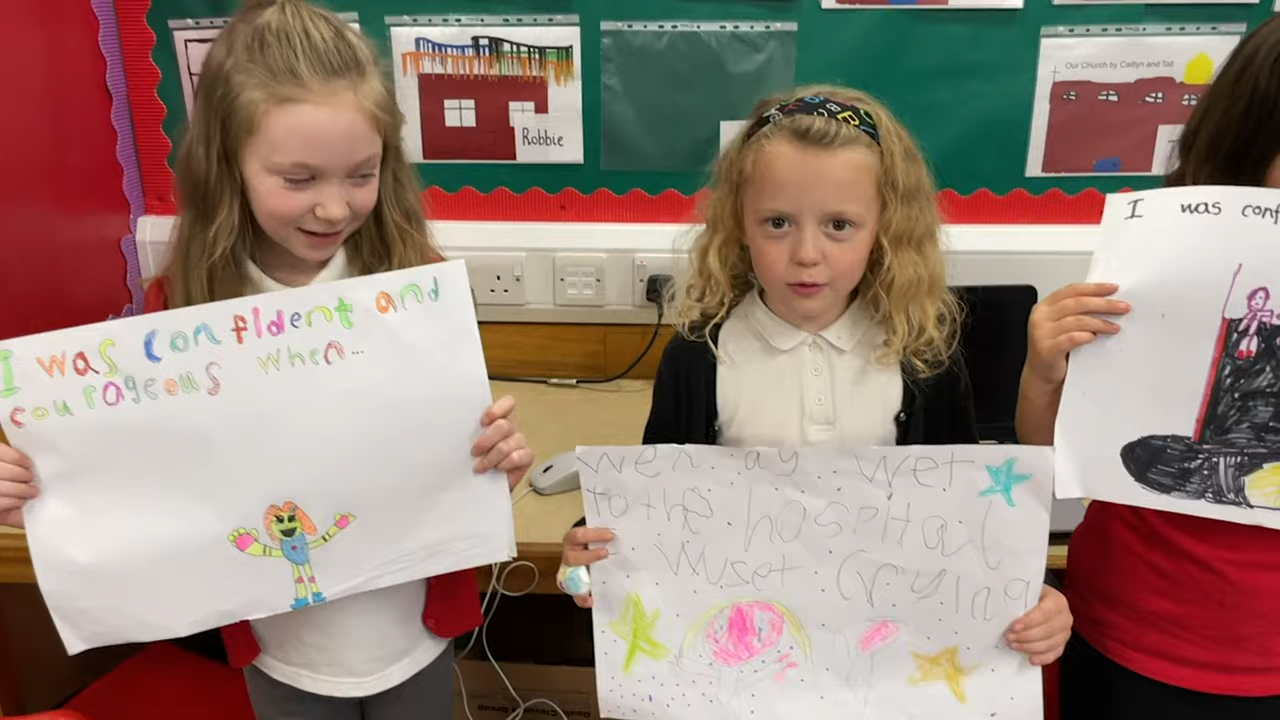 Robbie
Our Church by Caitlyn and Tait
I was confident and
courageous when...
wen ay wet
to the hospital
wuset crying
I was conf